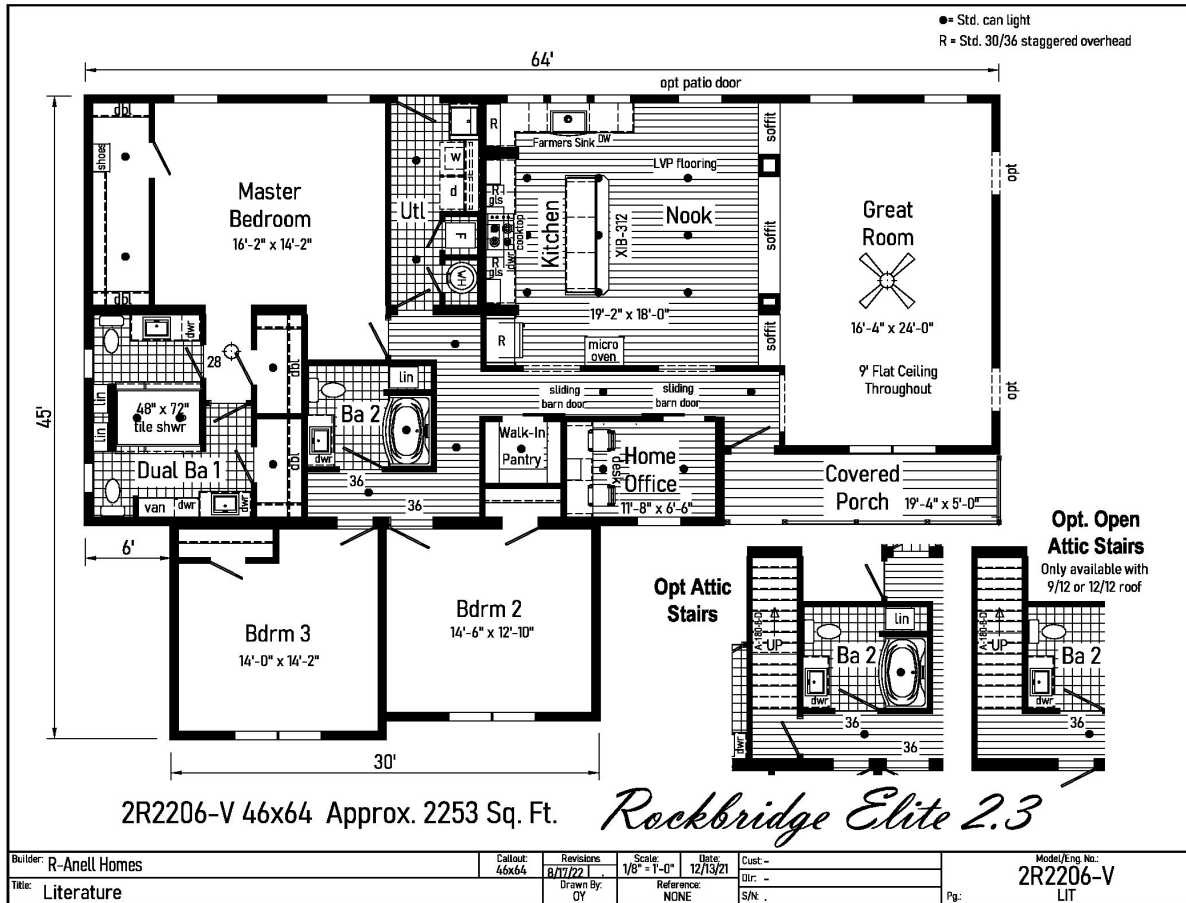 ●= Std. can light
R = Std. 30/36 staggered overhead
64'
opt patio door
dbl
shoes
dbl
Master
Bedroom
16'-2" x 14'-2"
Utl
W
d
F
WH
R
Farmers Sink
DW
R
gls
cooktop
dwr
R
gls
R
Kitchen
XIB-312
LVP flooring
Nook
19'-2" x 18'-0"
micro
oven
soffit
soffit
soffit
Great
Room
16'-4" x 24'-0"
9' Flat Ceiling
Throughout
opt
opt
45'
dwr
28
dbl
lin
lin
48" x 72"
tile shwr
Dual Ba 1
van
dwr
dwr
dbl
Ba 2
lin
dwr
36
36
sliding
barn door
sliding
barn door
Walk-In
Pantry
desk
Home
Office
11'-8" x 6'-6"
Covered
Porch
19'-4" x 5'-0"
6'
Bdrm 3
14'-0" x 14'-2"
Bdrm 2
14'-6" x 12'-10"
30'
Opt Attic
Stairs
A-180-8-D
UP
Ba 2
lin
dwr
36
36
dwr
Opt. Open
Attic Stairs
Only available with
9/12 or 12/12 roof
A-180-8-D
UP
Ba 2
dwr
36
2R2206-V 46x64 Approx. 2253 Sq. Ft.
Rockbridge Elite 2.3
Builder: R-Anell Homes
Title: Literature
Callout:
46x64
Revisions
8/17/22
Scale:
1/8" = 1'-0"
Date:
12/13/21
Drawn By:
OY
Reference:
NONE
Cust: -
Dlr: -
S/N: .
Model/Eng. No.:
2R2206-V
Pg.: LIT